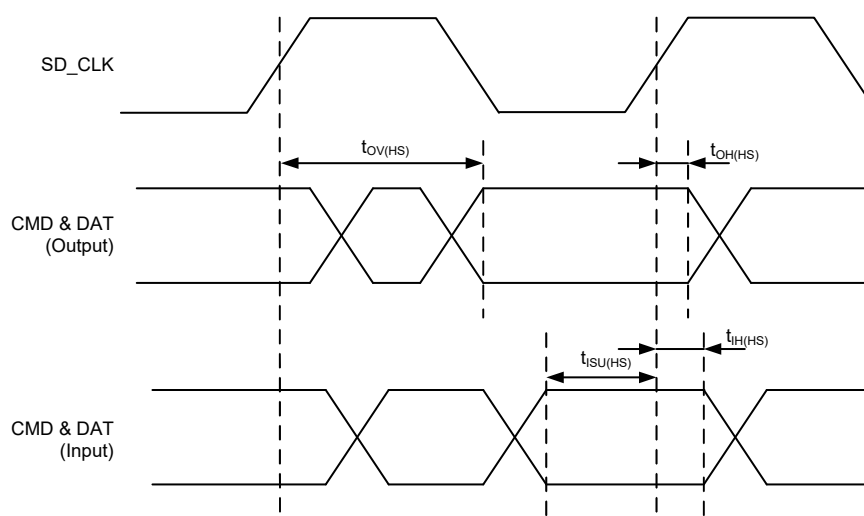 SD_CLK
tOV(HS)
tOH(HS)
CMD & DAT
(Output)
tIH(HS)
tISU(HS)
CMD & DAT
(Input)